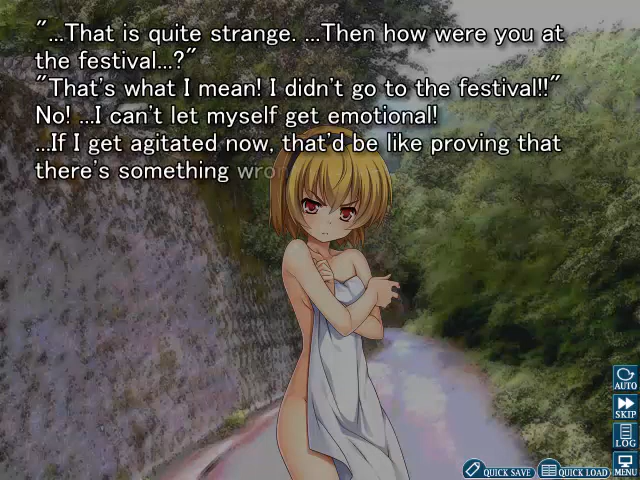 "...That is quite strange. ...Then how were you at
the festival...?"
"That's what I mean! I didn't go to the festival!!"
No! ...I can't let myself get emotional!
...If I get agitated now, that'd be like proving that
there's something wron
AUTO
SKIP
LOG
QUICK SAVE
QUICK LOAD
MENU